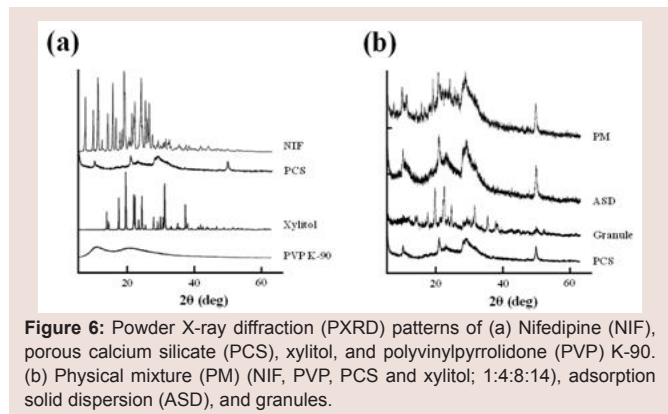 (a)
NIF
PCS
Xylitol
PVP K-90
20 40 60
2θ (deg)
(b)
PM
ASD
Granule
PCS
20 40 60
2θ (deg)
Figure 6: Powder X-ray diffraction (PXRD) patterns of (a) Nifedipine (NIF),
porous calcium silicate (PCS), xylitol, and polyvinylpyrrolidone (PVP) K-90.
(b) Physical mixture (PM) (NIF, PVP, PCS and xylitol; 1:4:8:14), adsorption
solid dispersion (ASD), and granules.